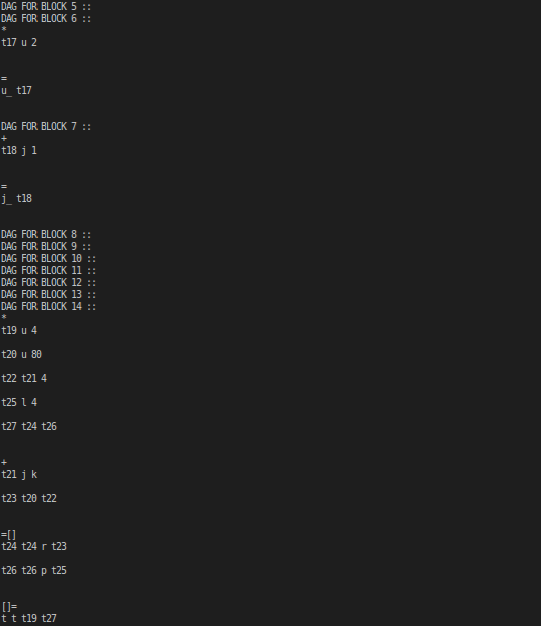 DAG FOR BLOCK 5 ::
DAG FOR BLOCK 6 ::
*
t17 u 2
=
u_ t17
DAG FOR BLOCK 7 ::
+
t18 j 1
=
j_ t18
DAG FOR BLOCK 8 ::
DAG FOR BLOCK 9 ::
DAG FOR BLOCK 10 ::
DAG FOR BLOCK 11 ::
DAG FOR BLOCK 12 ::
DAG FOR BLOCK 13 ::
DAG FOR BLOCK 14 ::
*
t19 u 4
t20 u 80
t22 t21 4
t25 l 4
t27 t24 t26
+
t21 j k
t23 t20 t22
=[]
t24 t24 r t23
t26 t26 p t25
[]=
t t t19 t27